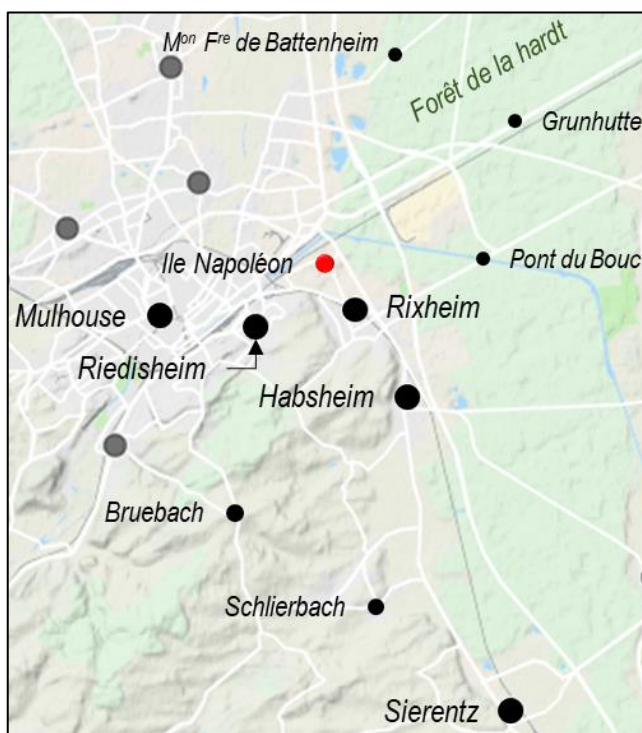 Mon Fre de Battenheim
Forêt de la hardt
Grunhutte
Ile Napoléon
Pont du Bouc
Mulhouse
Rixheim
Riedisheim
Habsheim
Bruebach
Schlierbach
Sierentz